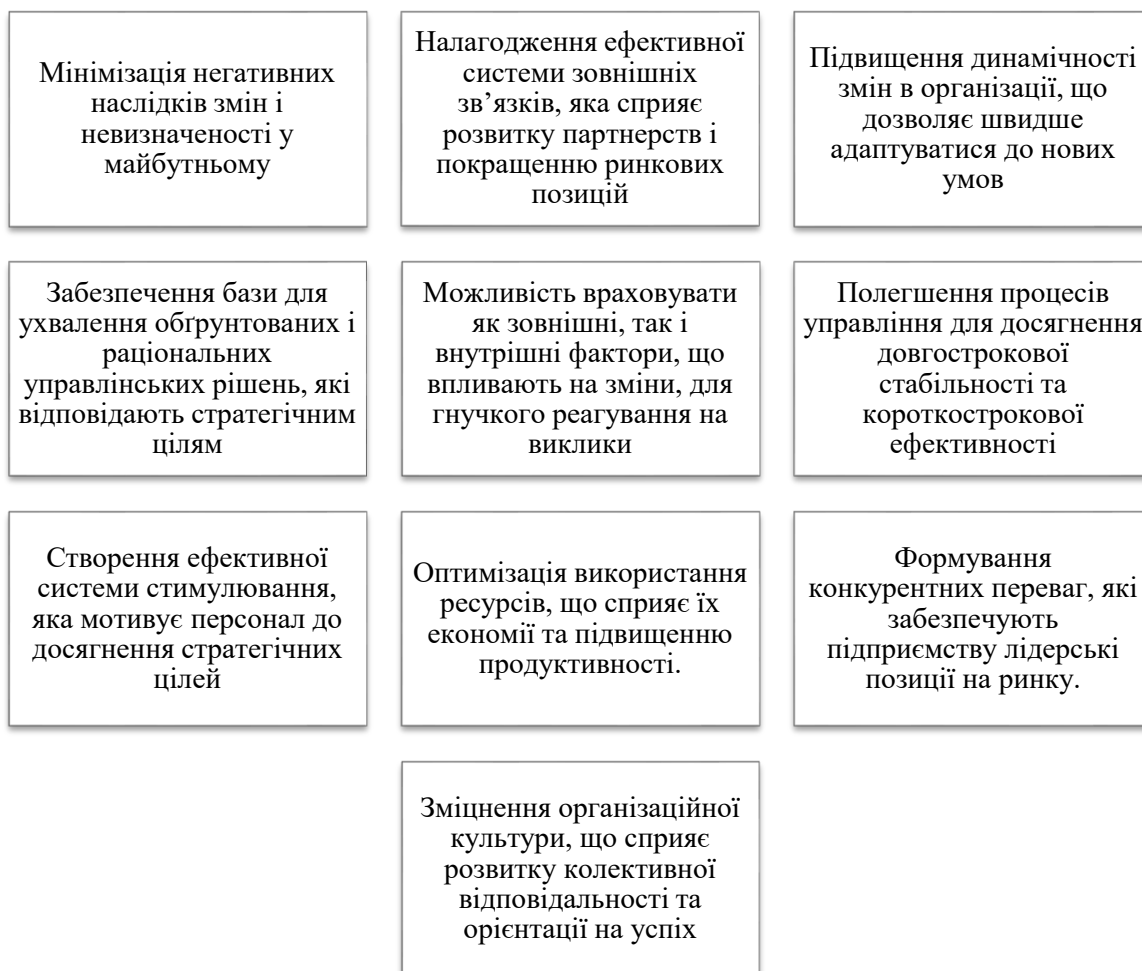 Мінімізація негативних
наслідків змін і
невизначеності у
майбутньому
Налагодження ефективної
системи зовнішніх
зв’язків, яка сприяє
розвитку партнерств і
покращенню ринкових
позицій
Підвищення динамічності
змін в організації, що
дозволяє швидше
адаптуватися до нових
умов
Забезпечення бази для
ухвалення обґрунтованих і
раціональних
управлінських рішень, які
відповідають стратегічним
цілям
Можливість враховувати
як зовнішні, так і
внутрішні фактори, що
впливають на зміни, для
гнучкого реагування на
виклики
Полегшення процесів
управління для досягнення
довгострокової
стабільності та
короткострокової
ефективності
Створення ефективної
системи стимулювання,
яка мотивує персонал до
досягнення стратегічних
цілей
Оптимізація використання
ресурсів, що сприяє їх
економії та підвищенню
продуктивності.
Формування
конкурентних переваг, які
забезпечують
підприємству лідерські
позиції на ринку.
Зміцнення організаційної
культури, що сприяє
розвитку колективної
відповідальності та
орієнтації на успіх